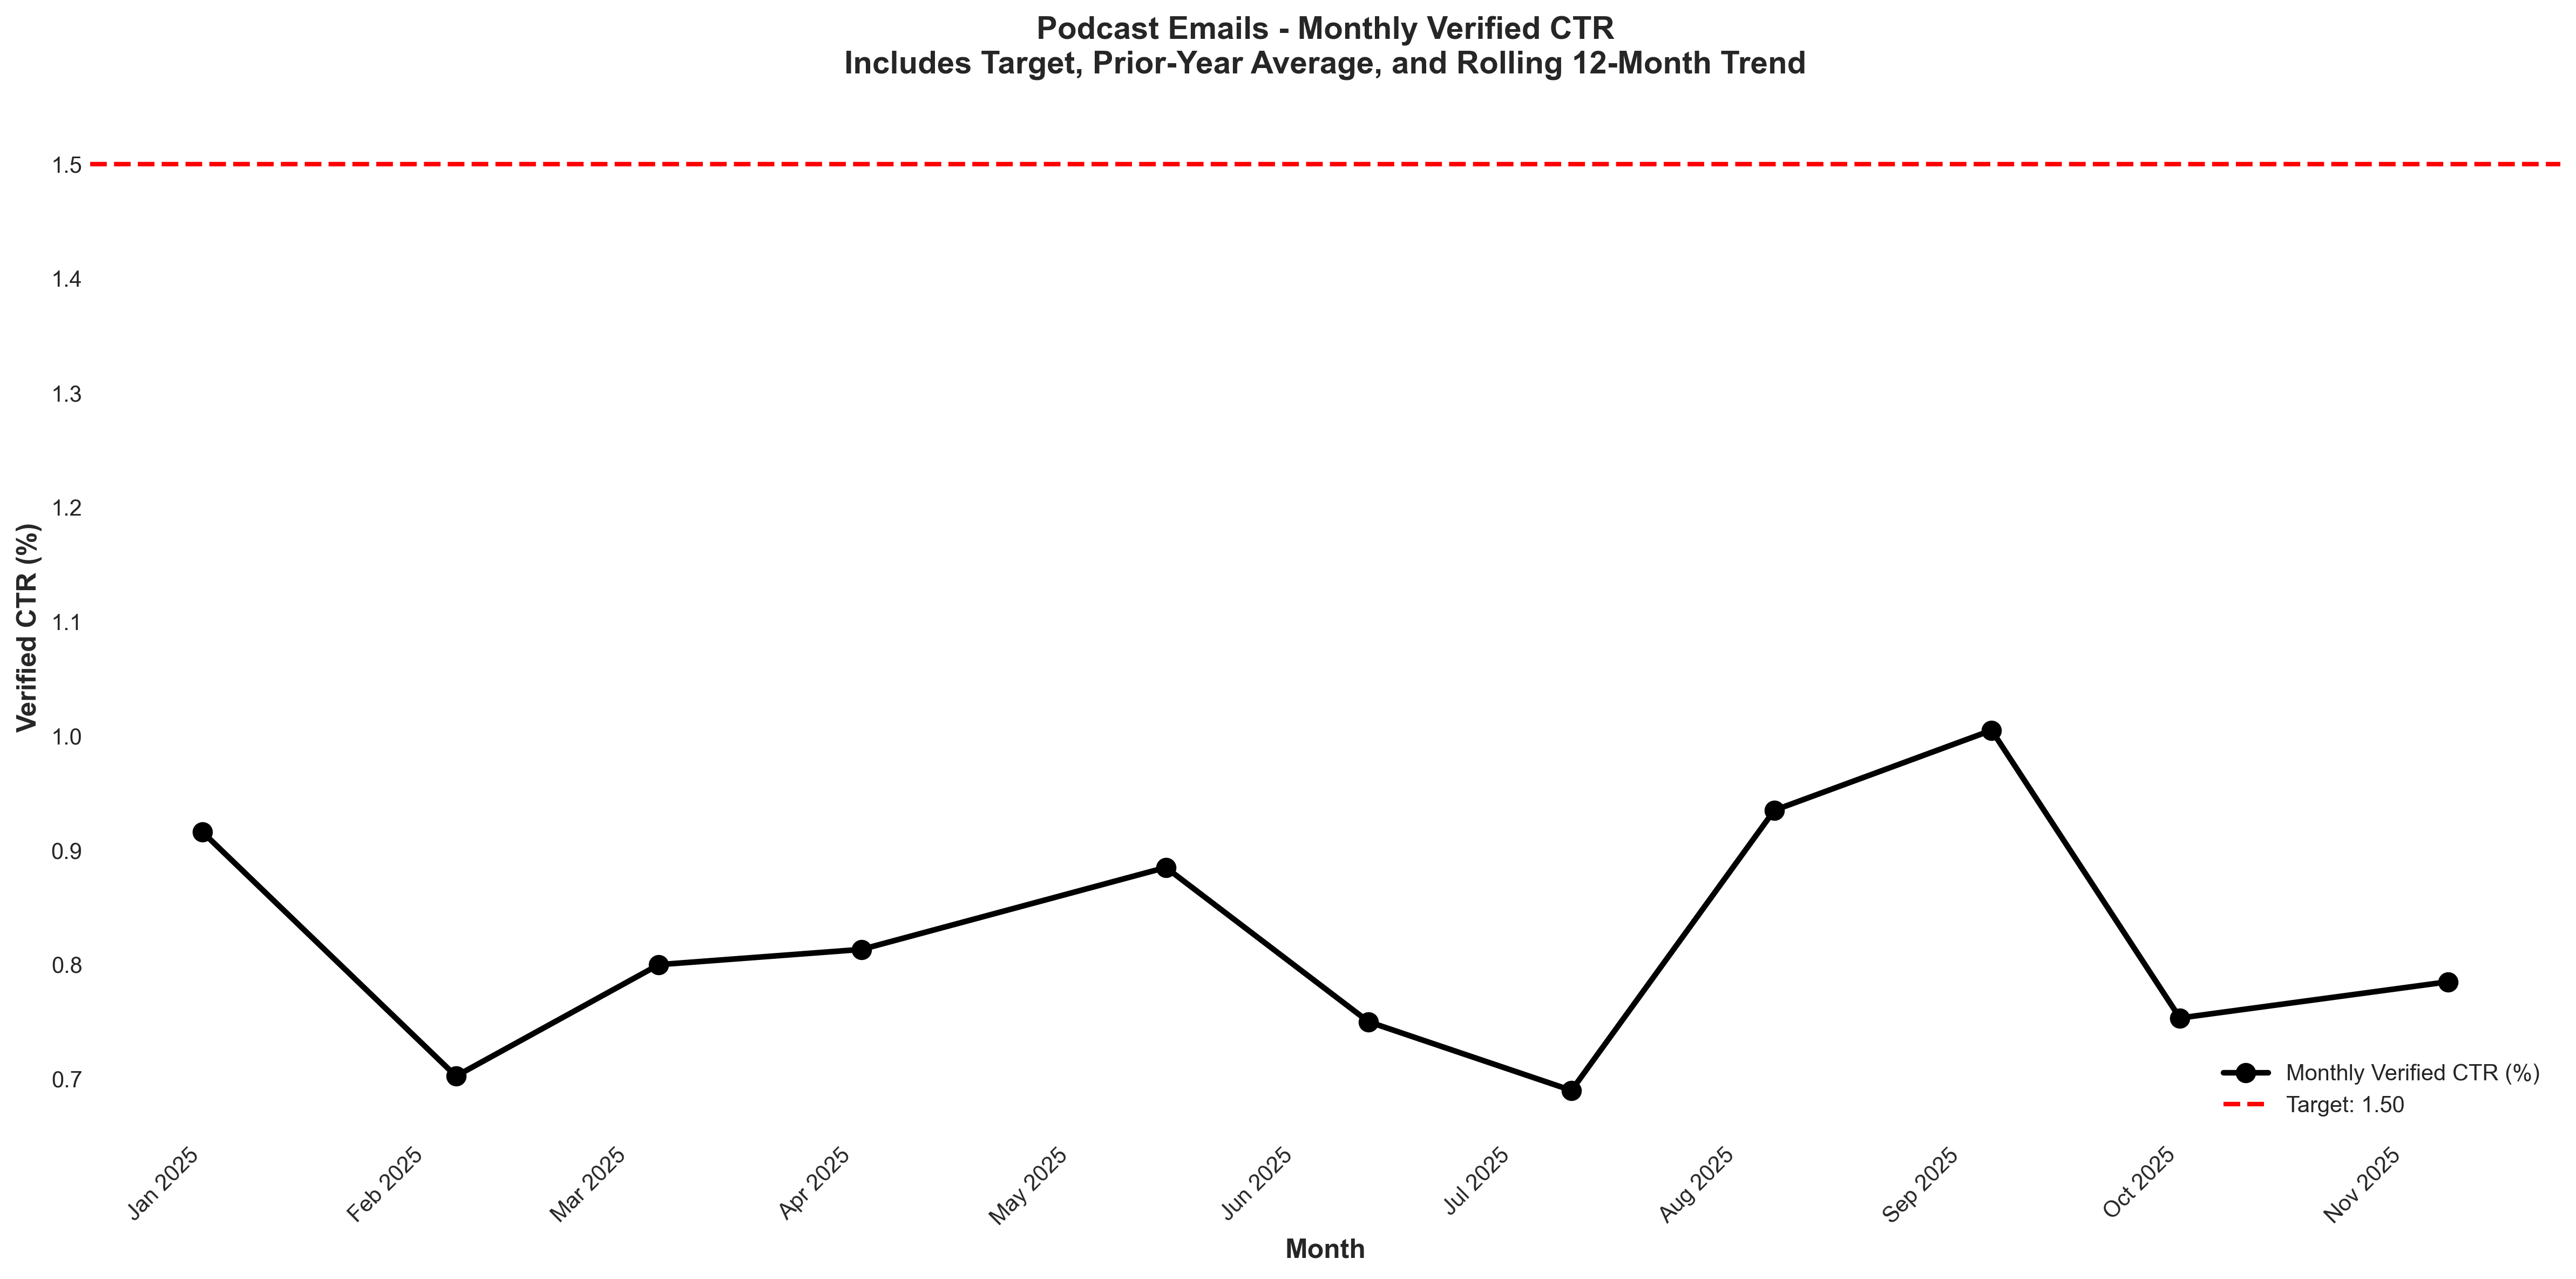 Podcast Emails - Monthly Verified CTR
Includes Target, Prior-Year Average, and Rolling 12-Month Trend
Verified CTR (%)
1.5
1.4
1.3
1.2
1.1
1.0
0.9
0.8
0.7
Monthly Verified CTR (%)
Target: 1.50
Jan 2025
Feb 2025
Mar 2025
Apr 2025
May 2025
Jun 2025
Jul 2025
Aug 2025
Sep 2025
Oct 2025
Nov 2025
Month